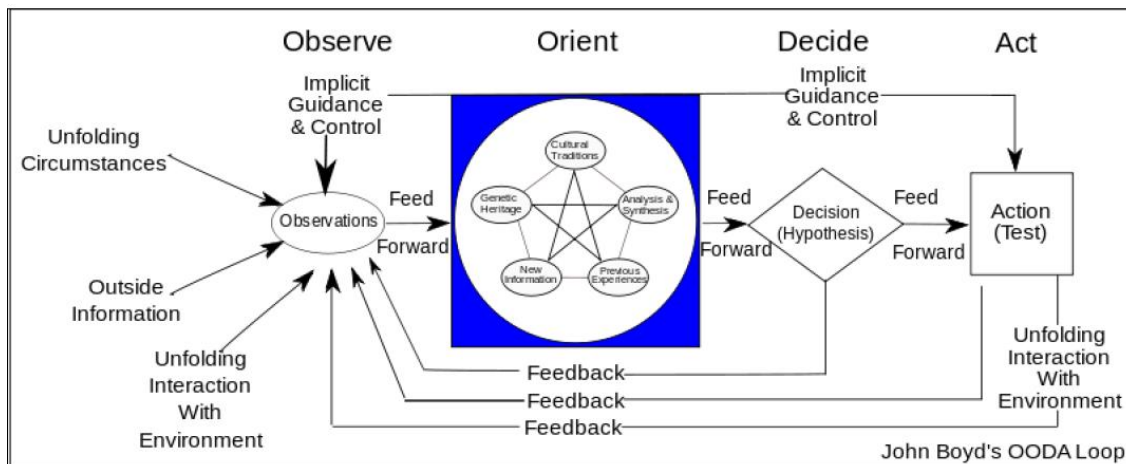 Observe
Orient
Decide
Act
Implicit
Guidance
& Control
Implicit
Guidance
& Control
Unfolding
Circumstances
Observations
Outside
Information
Unfolding
Interaction
With
Environment
Feed
Forward
Cultural
Traditions
Genetic
Heritage
Analysis &
Synthesis
New
Information
Previous
Experiences
Feed
Forward
Decision
(Hypothesis)
Feed
Forward
Action
(Test)
Unfolding
Interaction
With
Environment
Feedback
Feedback
Feedback
John Boyd's OODA Loop